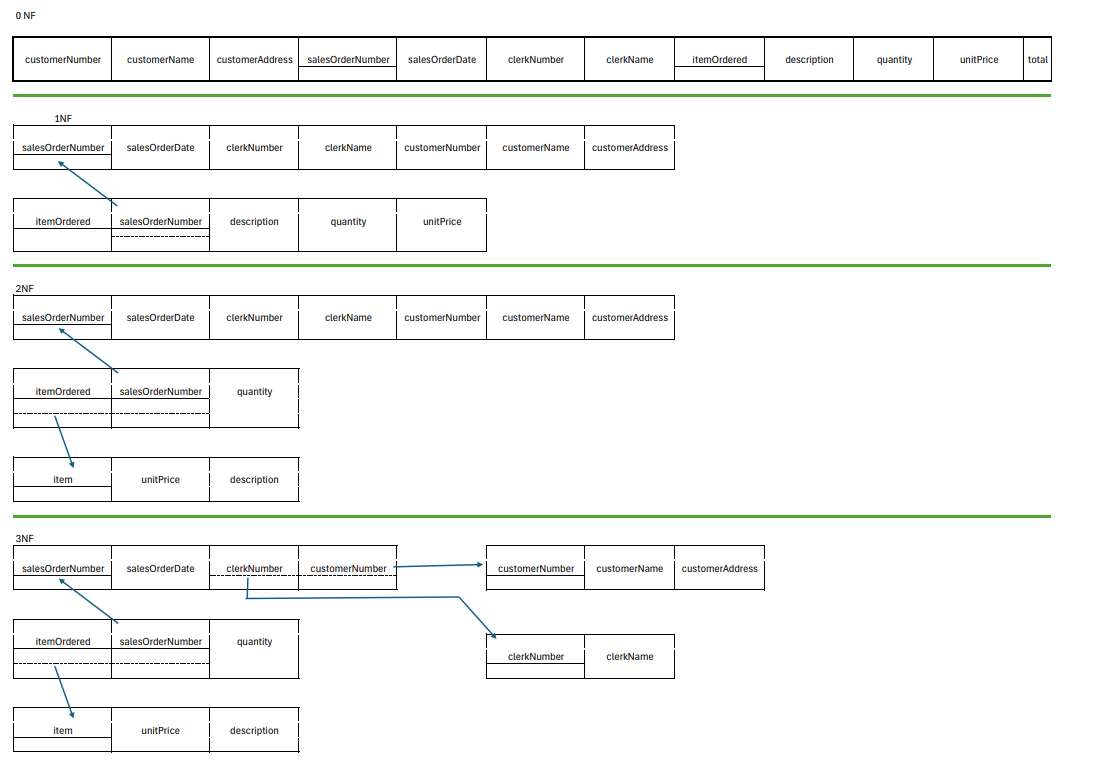 0 NF
customerNumber customerName customerAddress salesOrderNumber salesOrderDate clerkNumber clerkName itemOrdered description quantity unitPrice total
1NF
salesOrderNumber salesOrderDate clerkNumber clerkName customerNumber customerName customerAddress
itemOrdered salesOrderNumber description quantity unitPrice
2NF
salesOrderNumber salesOrderDate clerkNumber clerkName customerNumber customerName customerAddress
itemOrdered salesOrderNumber quantity
item unitPrice description
3NF
salesOrderNumber salesOrderDate clerkNumber customerNumber customerNumber customerName customerAddress
itemOrdered salesOrderNumber quantity
clerkNumber clerkName
item unitPrice description